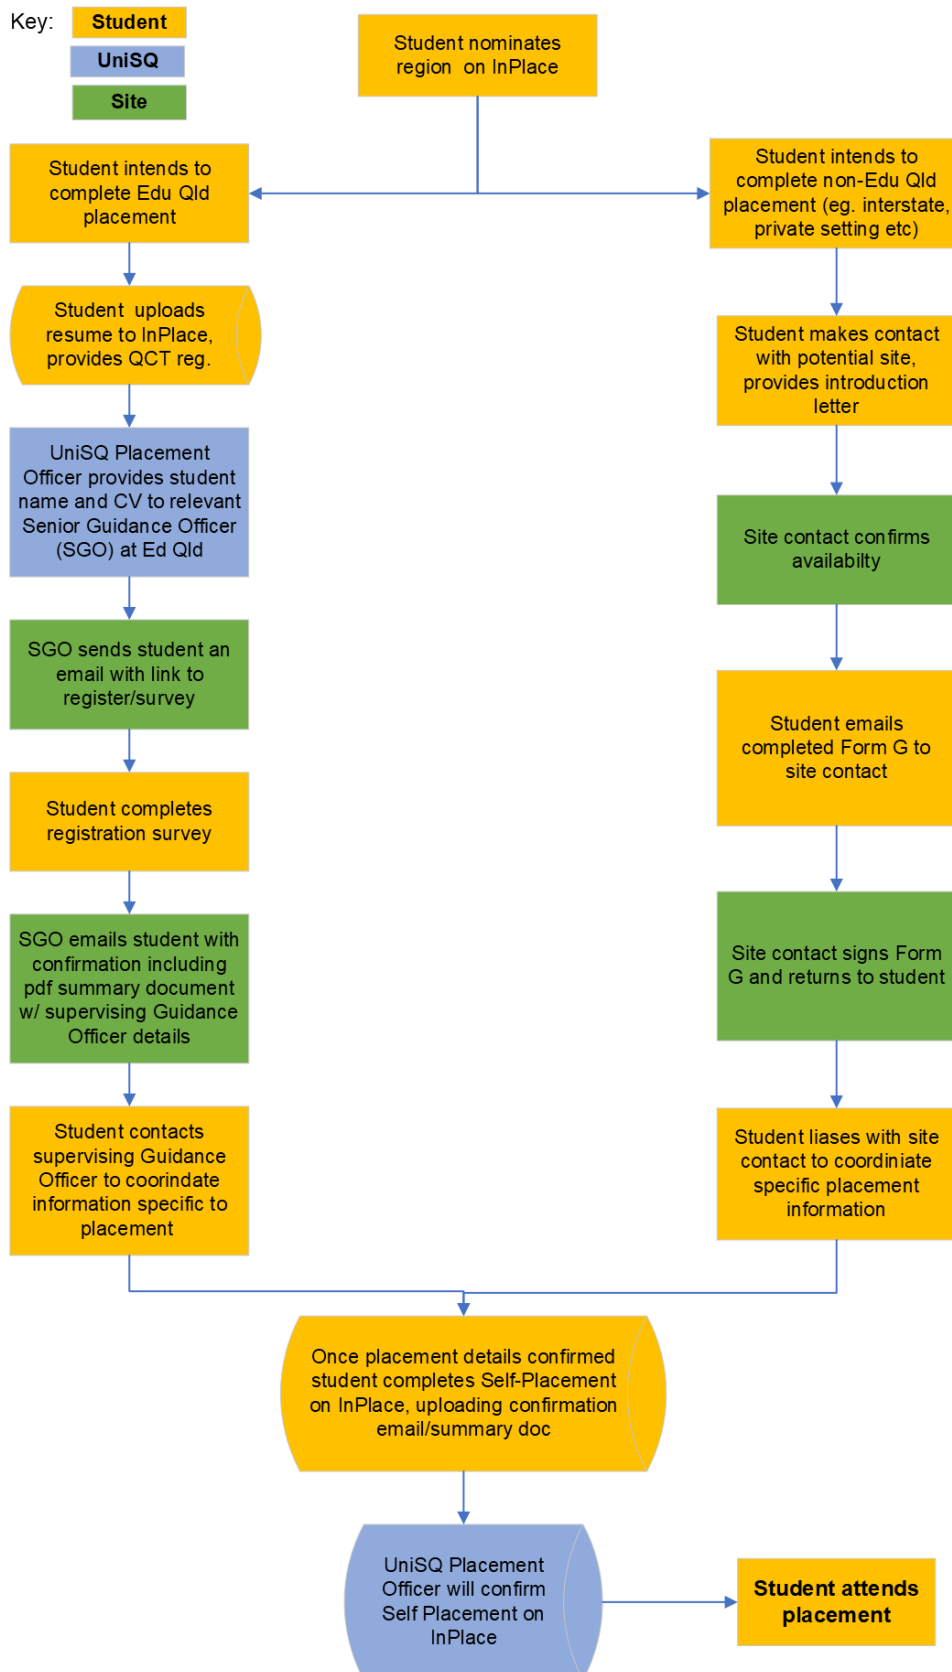 Key:
Student
UniSQ
Site
Student nominates
region on InPlace
Student intends to
complete Edu Qld
placement
Student uploads
resume to InPlace,
provides QCT reg.
UniSQ Placement
Officer provides student
name and CV to relevant
Senior Guidance Officer
(SGO) at Ed Qld
SGO sends student an
email with link to
register/survey
Student completes
registration survey
SGO emails student with
confirmation including
pdf summary document
w/ supervising Guidance
Officer details
Student contacts
supervising Guidance
Officer to coorindate
information specific to
placement
Student intends to
complete non-Edu Qld
placement (eg. interstate,
private setting etc)
Student makes contact
with potential site,
provides introduction
letter
Site contact confirms
availabilty
Student emails
completed Form G to
site contact
Site contact signs Form
G and returns to student
Student liases with site
contact to coordiniate
specific placement
information
Once placement details confirmed
student completes Self-Placement
on InPlace, uploading confirmation
email/summary doc
UniSQ Placement
Officer will confirm
Self Placement on
InPlace
Student attends
placement